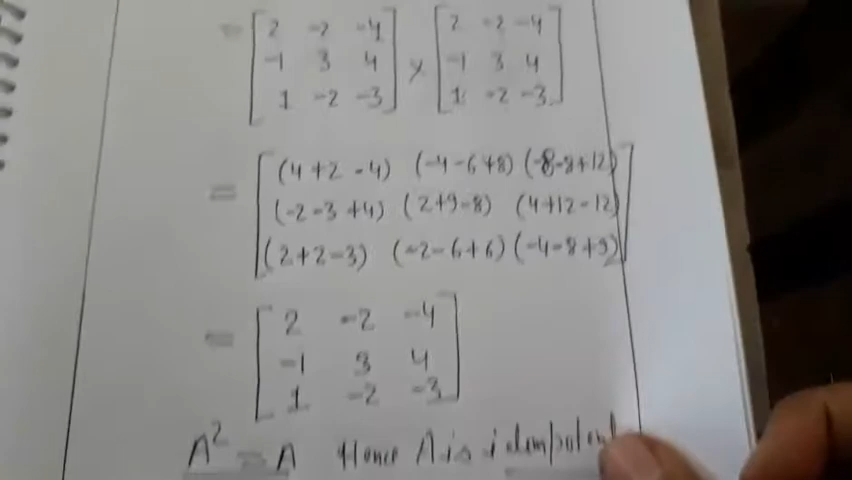 = [ 2 -2 -4 ] × [ 2 -2 -4 ]
[ -1 3 4 ] [ -1 3 4 ]
[ 1 -2 -3 ] [ 1 -2 -3 ]
= [ (4+2-4) (-4-6+8) (-8-8+12) ]
[ (-2-3+4) (2+9-8) (4+12-12) ]
[ (2+2-3) (-2-6+6) (-4-8+9) ]
= [ 2 -2 -4 ]
[ -1 3 4 ]
[ 1 -2 -3 ]
A² = A Hence A is idempotent